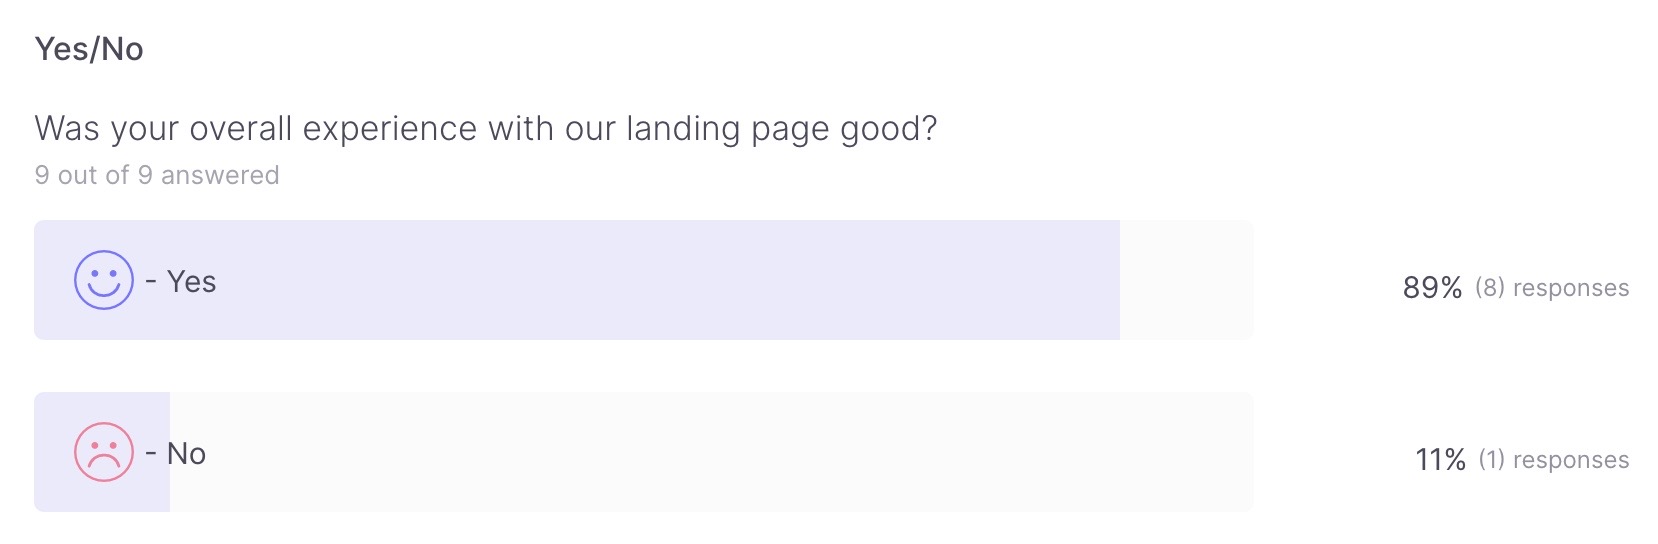 Yes/No
Was your overall experience with our landing page good?
9 out of 9 answered
- Yes 89% (8) responses
- No 11% (1) responses